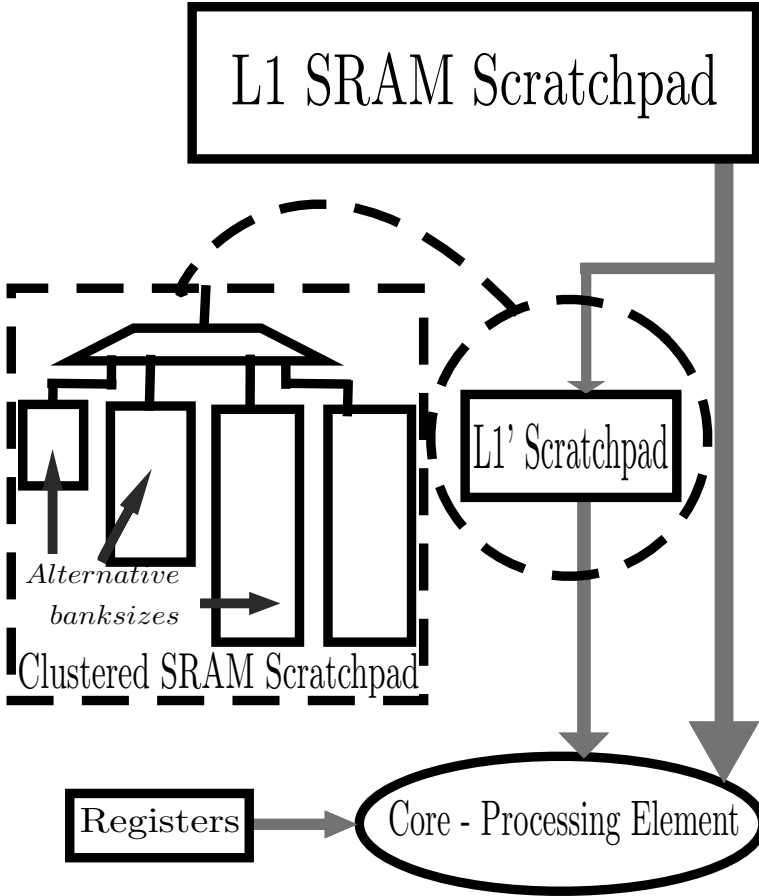 L1 SRAM Scratchpad
L1' Scratchpad
Alternative
banksizes
Clustered SRAM Scratchpad
Registers
Core - Processing Element